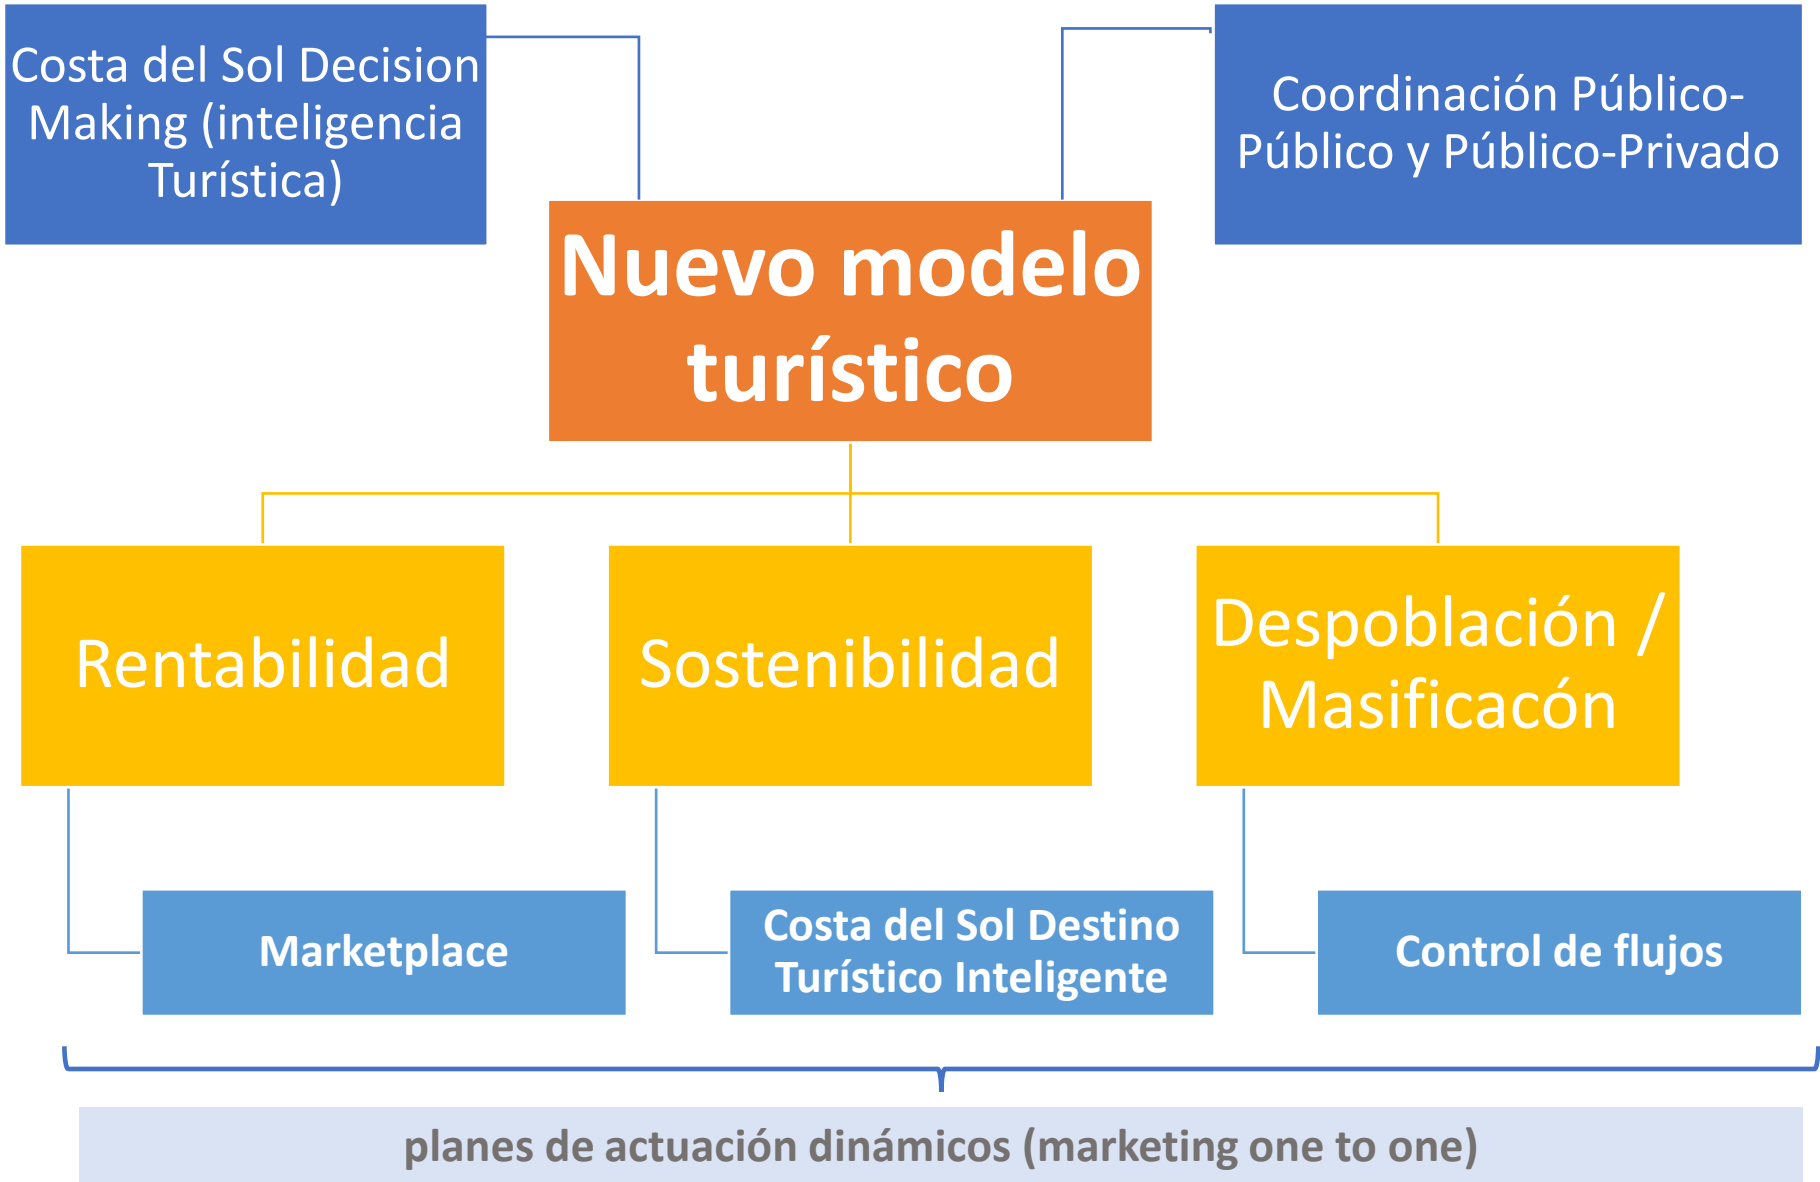 Costa del Sol Decision
Making (inteligencia
Turística)
Coordinación Público-
Público y Público-Privado
Nuevo modelo
turístico
Rentabilidad
Sostenibilidad
Despoblación /
Masificacón
Marketplace
Costa del Sol Destino
Turístico Inteligente
Control de flujos
planes de actuación dinámicos (marketing one to one)